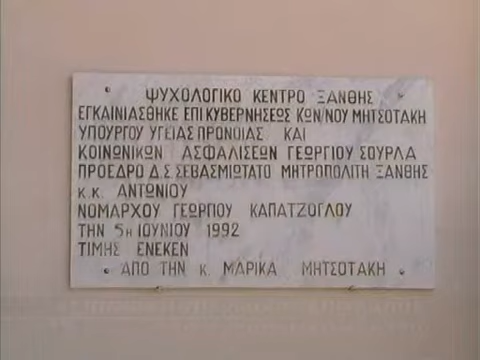 ΨΥΧΟΛΟΓΙΚΟ ΚΕΝΤΡΟ ΞΑΝΘΗΣ
ΕΓΚΑΙΝΙΑΣΘΗΚΕ ΕΠΙ ΚΥΒΕΡΝΗΣΕΩΣ ΚΩΝ/ΝΟΥ ΜΗΤΣΟΤΑΚΗ
ΥΠΟΥΡΓΟΥ ΥΓΕΙΑΣ ΠΡΟΝΟΙΑΣ ΚΑΙ
ΚΟΙΝΩΝΙΚΩΝ ΑΣΦΑΛΙΣΕΩΝ ΓΕΩΡΓΙΟΥ ΣΟΥΡΛΑ
ΠΡΟΕΔΡΟ Δ.Σ ΣΕΒΑΣΜΙΩΤΑΤΟ ΜΗΤΡΟΠΟΛΙΤΗ ΞΑΝΘΗΣ
κ.κ. ΑΝΤΩΝΙΟΥ
ΝΟΜΑΡΧΟΥ ΓΕΩΡΓΙΟΥ ΚΑΠΑΤΖΟΓΛΟΥ
ΤΗΝ 5η ΙΟΥΝΙΟΥ 1992
ΤΙΜΗΣ ΕΝΕΚΕΝ
ΑΠΟ ΤΗΝ κ. ΜΑΡΙΚΑ ΜΗΤΣΟΤΑΚΗ